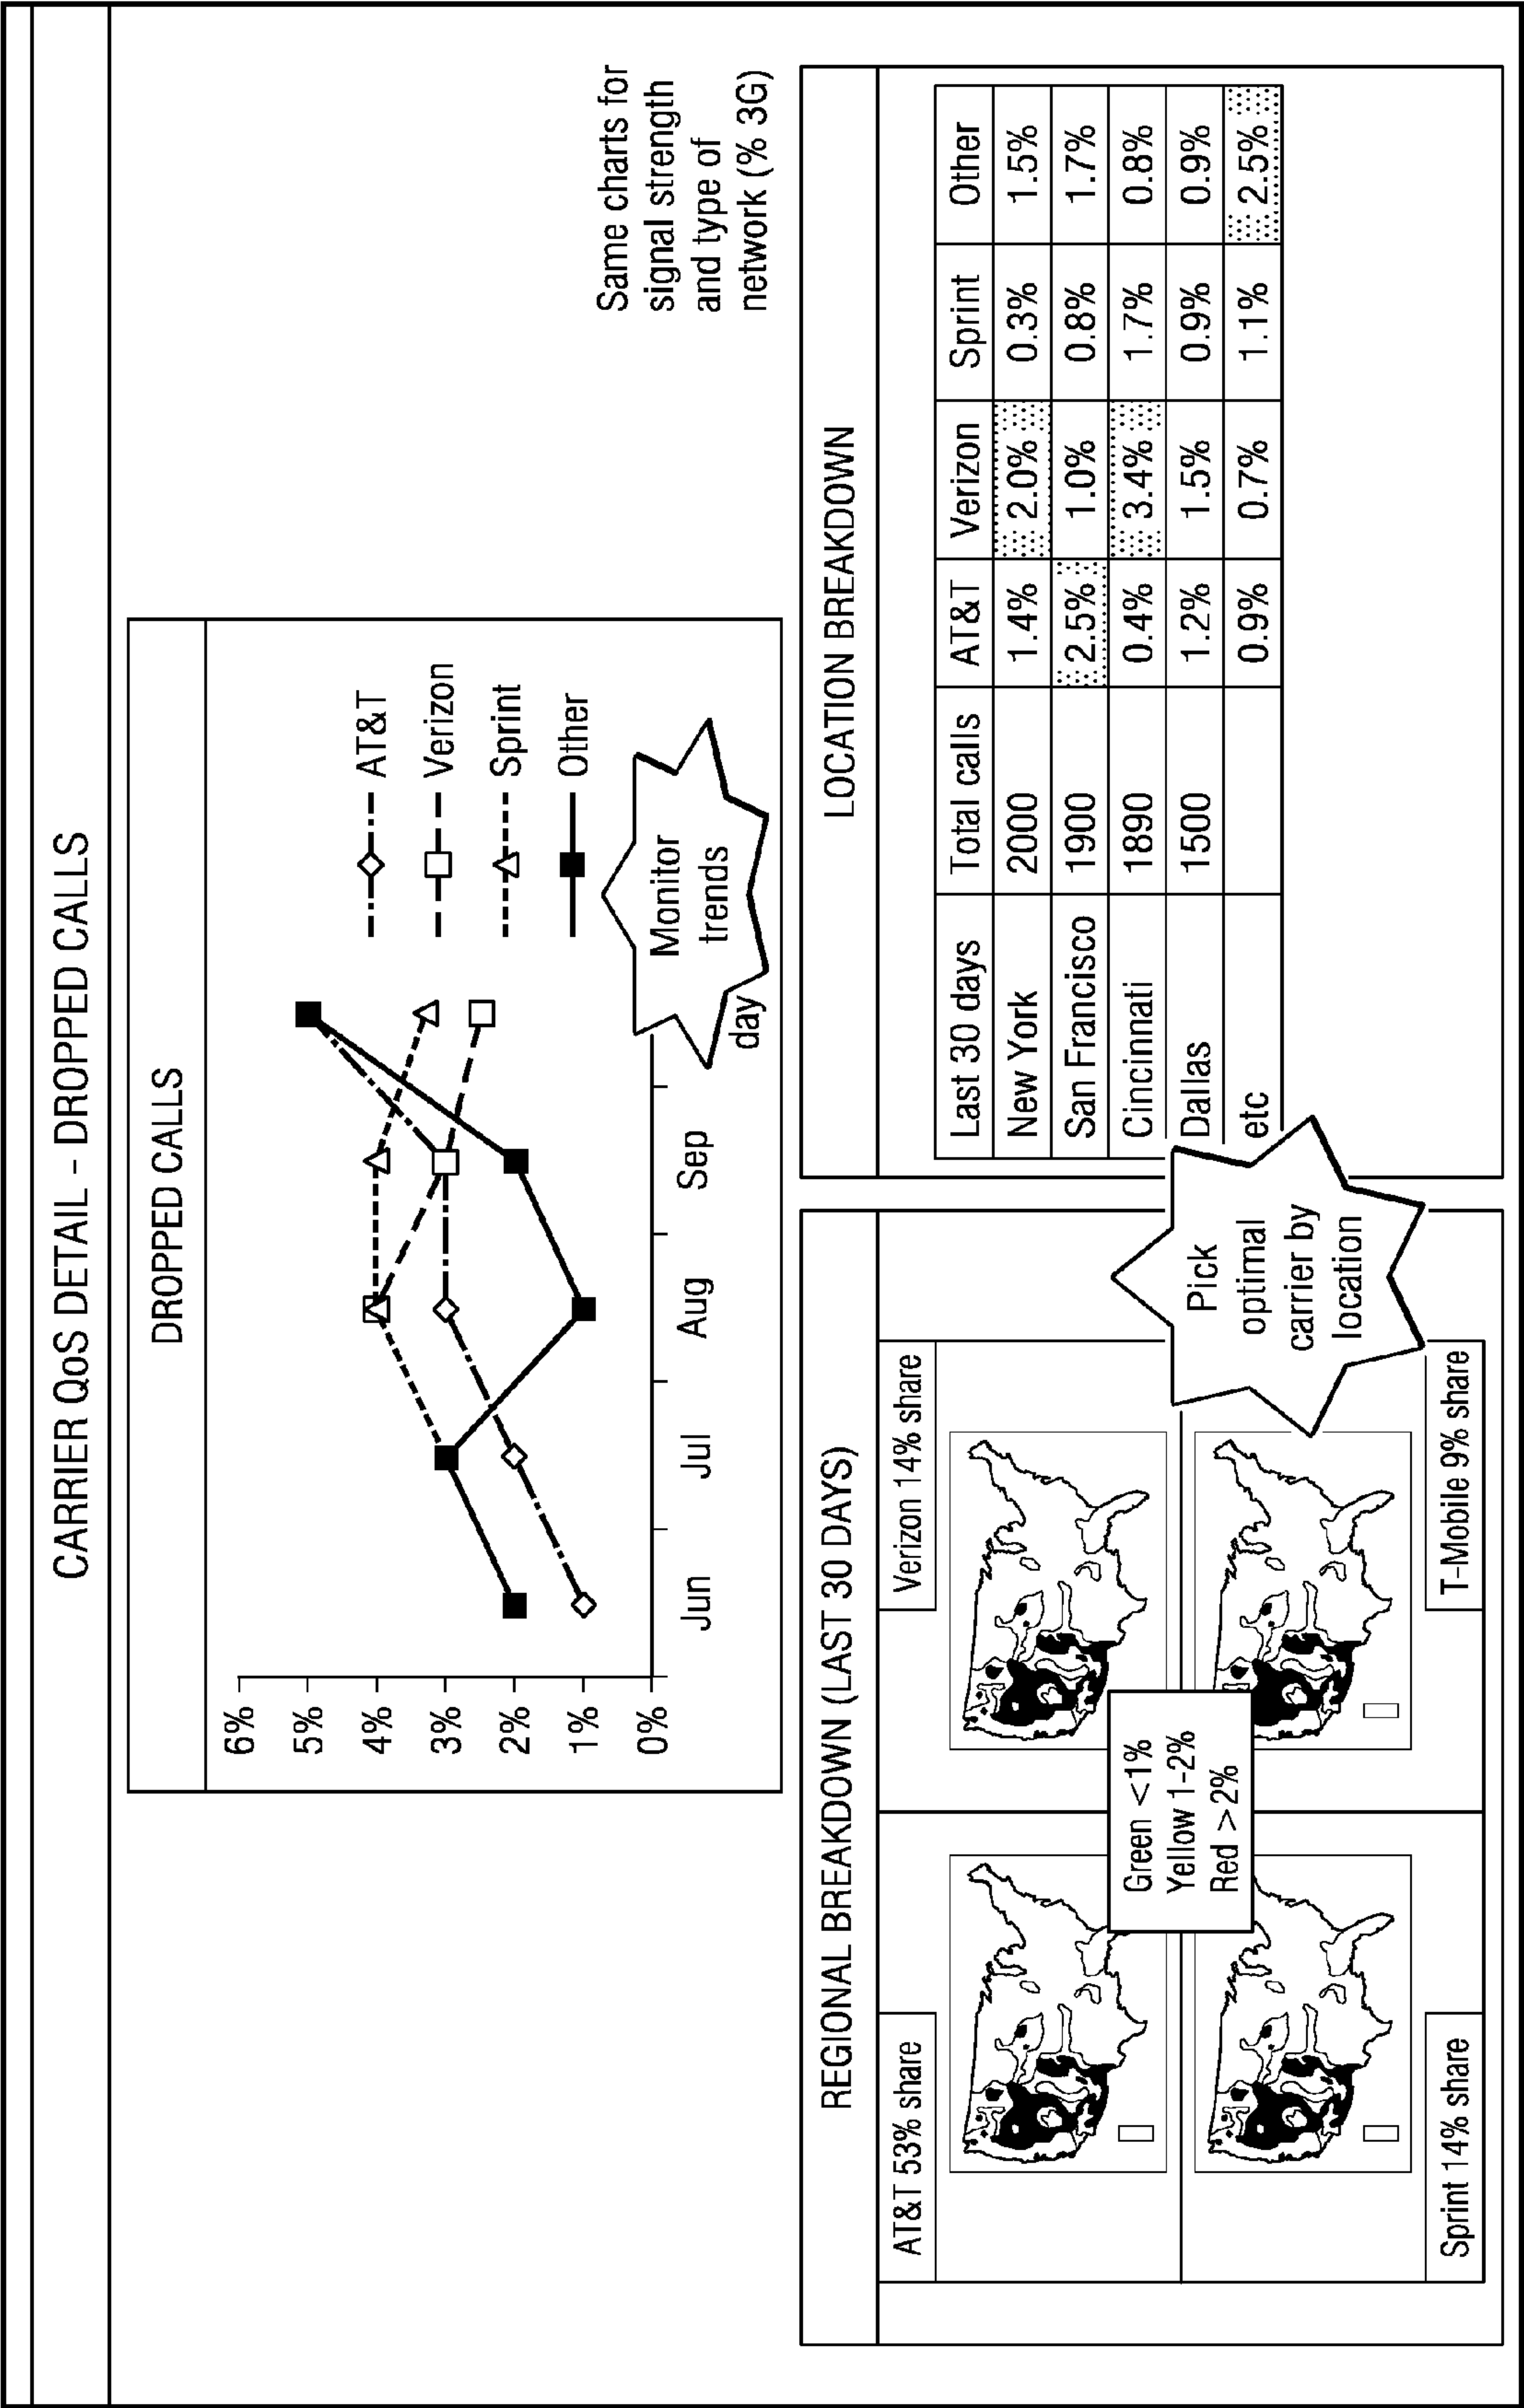 CARRIER QoS DETAIL - DROPPED CALLS
DROPPED CALLS
6%
5%
4%
3%
2%
1%
0%
Jun
Jul
Aug
Sep
day
AT&T
Verizon
Sprint
Other
Monitor
trends
Same charts for
signal strength
and type of
network (% 3G)
REGIONAL BREAKDOWN (LAST 30 DAYS)
AT&T 53% share
Verizon 14% share
Green <1%
Yellow 1-2%
Red >2%
Sprint 14% share
T-Mobile 9% share
Pick
optimal
carrier by
location
LOCATION BREAKDOWN
Last 30 days Total calls AT&T Verizon Sprint Other
New York 2000 1.4% 2.0% 0.3% 1.5%
San Francisco 1900 2.5% 1.0% 0.8% 1.7%
Cincinnati 1890 0.4% 3.4% 1.7% 0.8%
Dallas 1500 1.2% 1.5% 0.9% 0.9%
etc 0.9% 0.7% 1.1% 2.5%